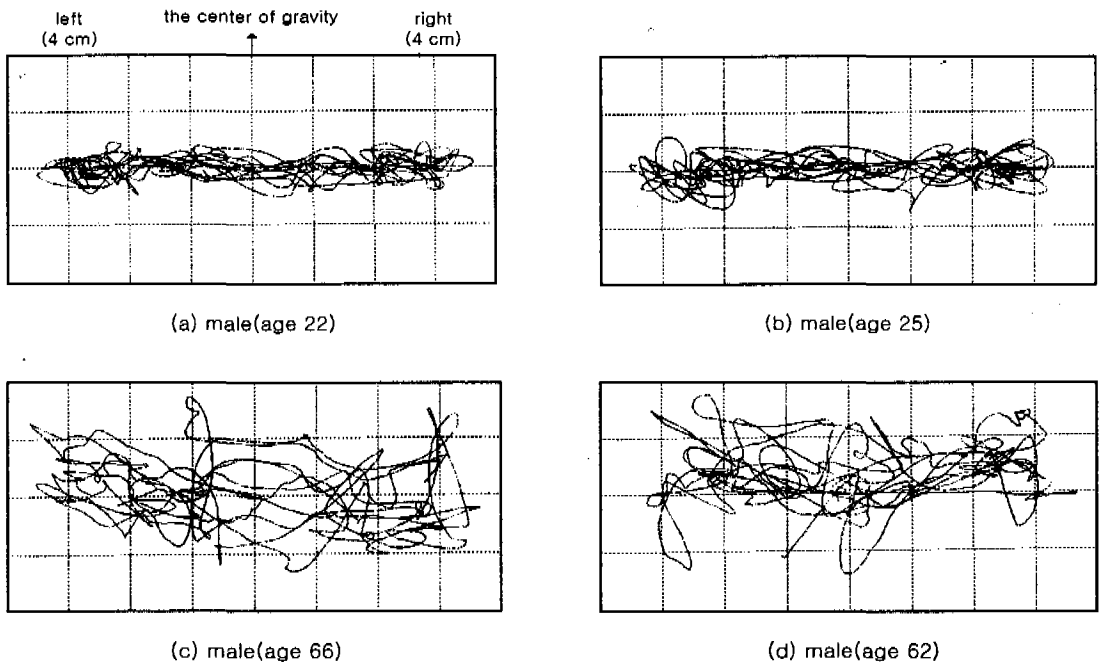 left the center of gravity right
(4 cm) (4 cm)
(a) male(age 22) (b) male(age 25)
(c) male(age 66) (d) male(age 62)